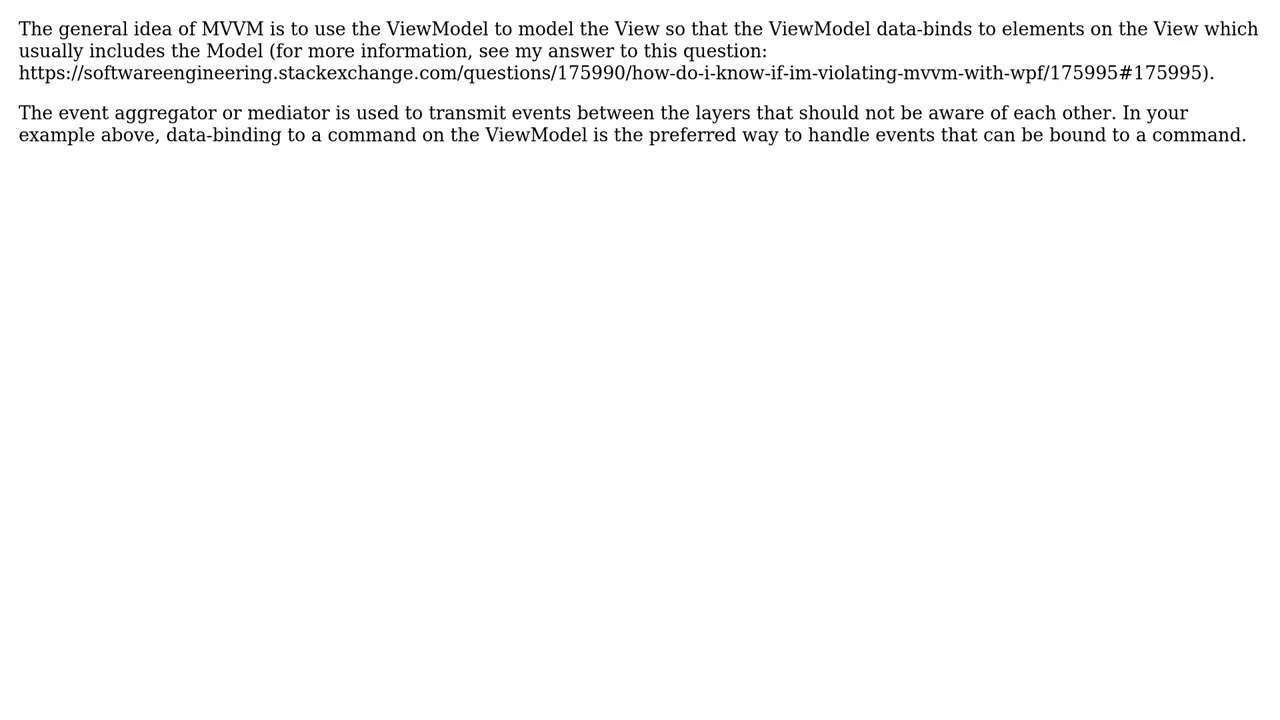 The general idea of MVVM is to use the ViewModel to model the View so that the ViewModel data-binds to elements on the View which
usually includes the Model (for more information, see my answer to this question:
https://softwareengineering.stackexchange.com/questions/175990/how-do-i-know-if-im-violating-mvvm-with-wpf/175995#175995).
The event aggregator or mediator is used to transmit events between the layers that should not be aware of each other. In your
example above, data-binding to a command on the ViewModel is the preferred way to handle events that can be bound to a command.